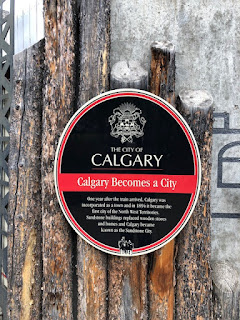 THE CITY OF
CALGARY
Calgary Becomes a City
One year after the train arrived, Calgary was
incorporated as a town and in 1894 it became the
first city of the North West Territories.
Sandstone buildings replaced wooden stores
and homes and Calgary became
known as the Sandstone City.